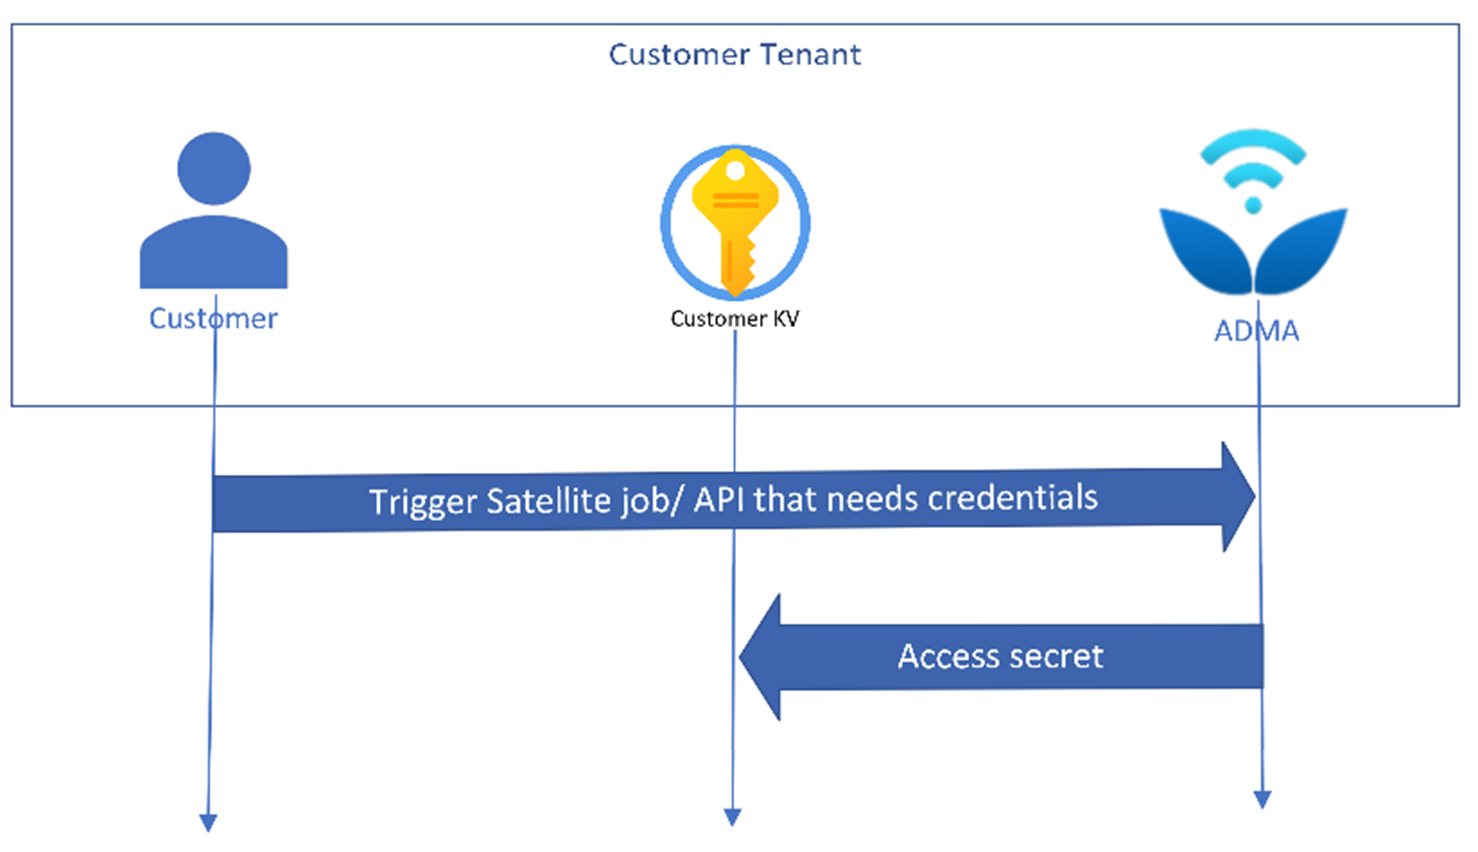 Customer Tenant
Customer
Customer KV
ADMA
Trigger Satellite job/ API that needs credentials
Access secret